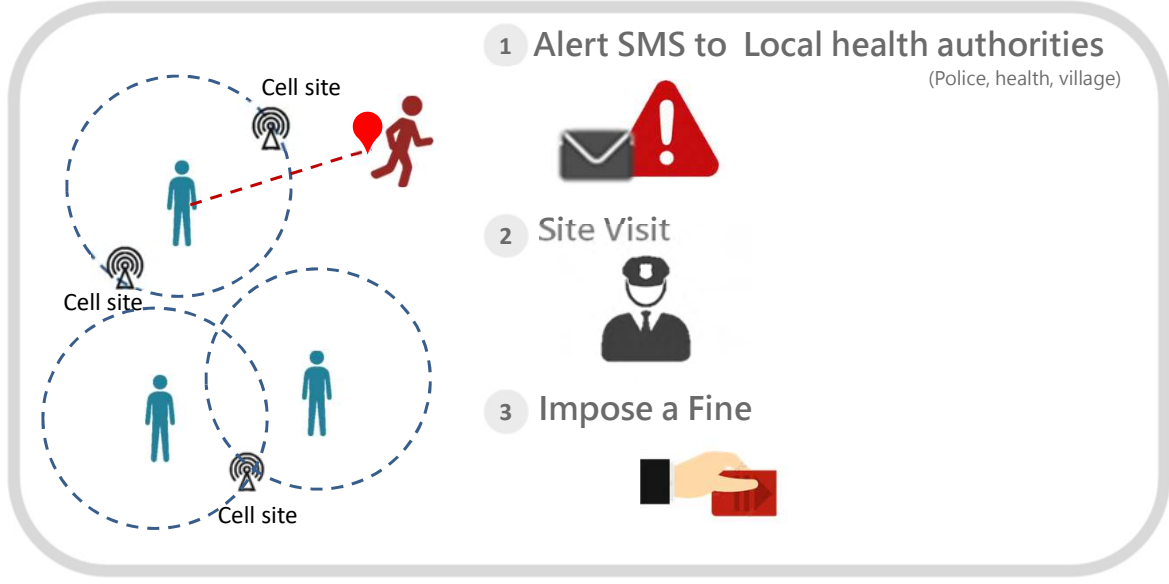 Cell site
Cell site
Cell site
1 Alert SMS to Local health authorities
(Police, health, village)
2 Site Visit
3 Impose a Fine